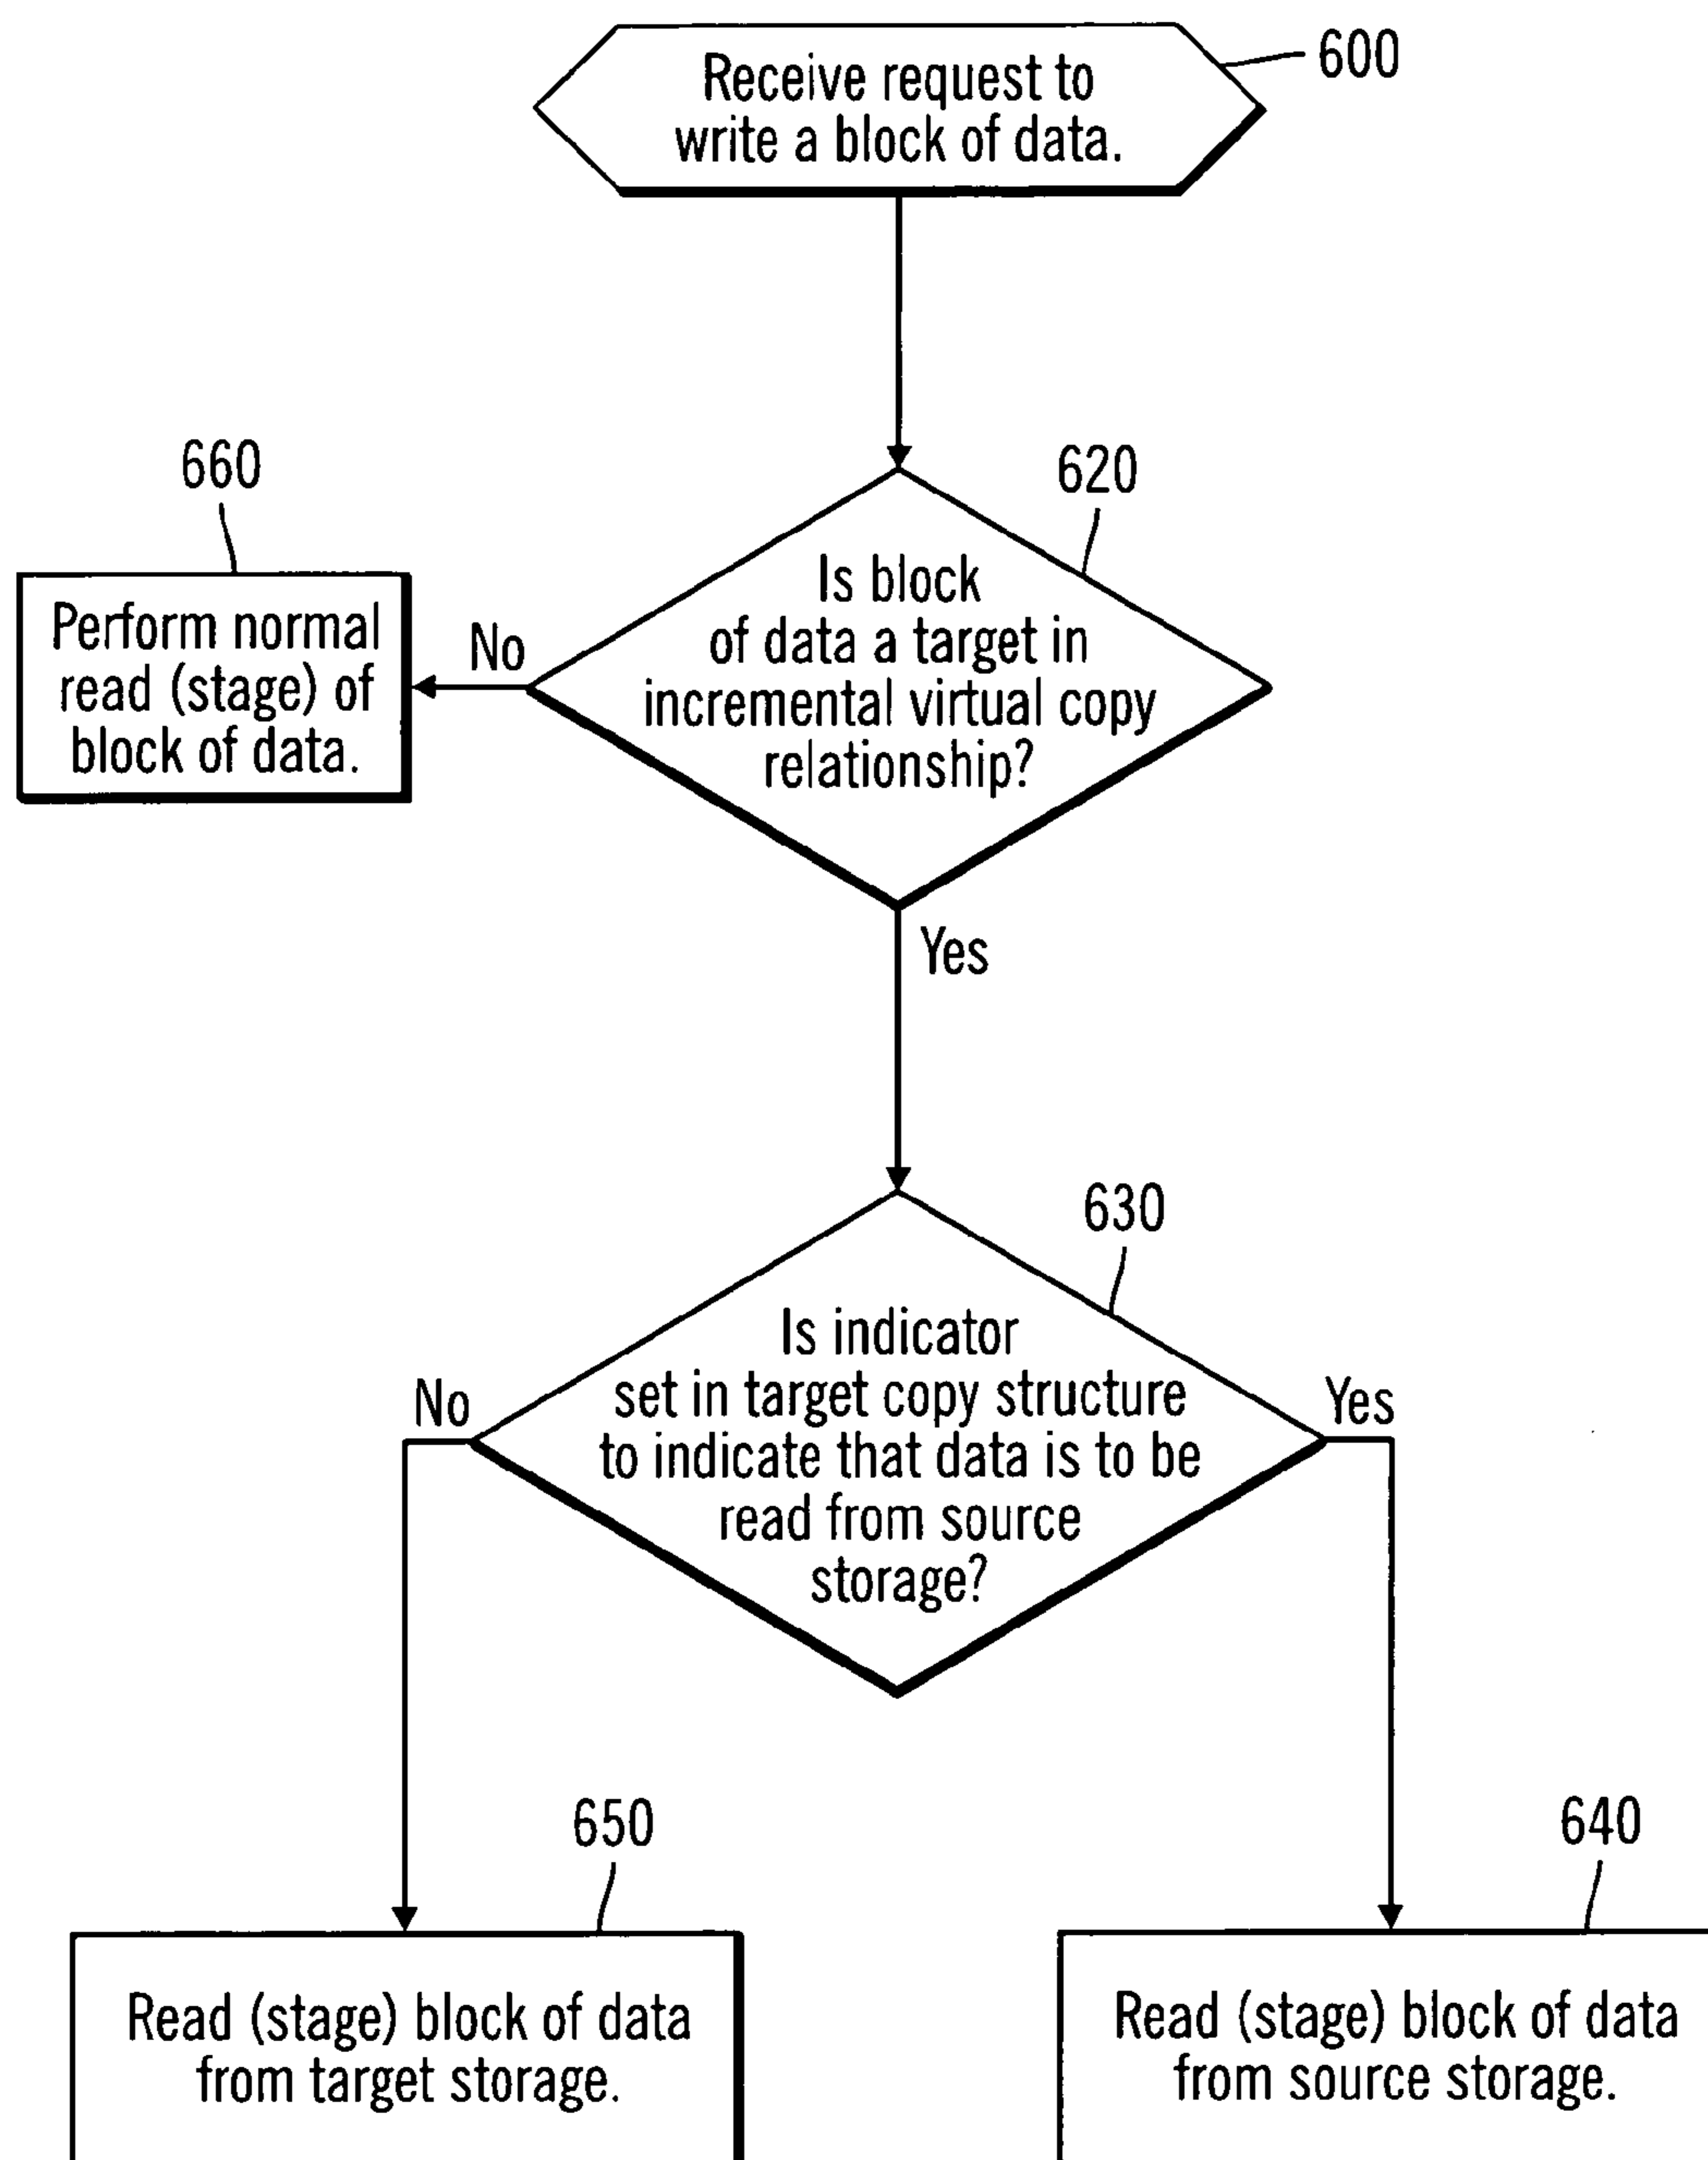 Receive request to
write a block of data.
600
660
620
Perform normal
read (stage) of
block of data.
No
Is block
of data a target in
incremental virtual copy
relationship?
Yes
630
Is indicator
set in target copy structure
to indicate that data is to be
read from source
storage?
No
Yes
650
640
Read (stage) block of data
from target storage.
Read (stage) block of data
from source storage.